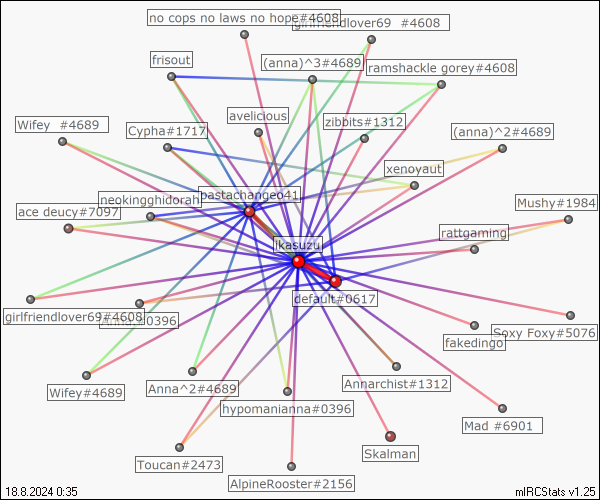 no cops no laws no hope#4608
girlfriendlover69 #4608
frisout
(anna)^3#4689
ramshackle gorey#4608
avelicious
zibbits#1312
Wifey #4689
Cypha#1717
(anna)^2#4689
xenoyaut
pastachangeo41
neokingghidorah
Mushy#1984
ace deucy#7097
rattgaming
ikasuzu
default#0617
girlfriendlover69#4608
Soxy Foxy#5076
fakedingo
Wifey#4689
Anna^2#4689
Annarchist#1312
hypomanianna#0396
Mad #6901
Skalman
Toucan#2473
AlpineRooster#2156
18.8.2024 0:35
mIRCStats v1.25